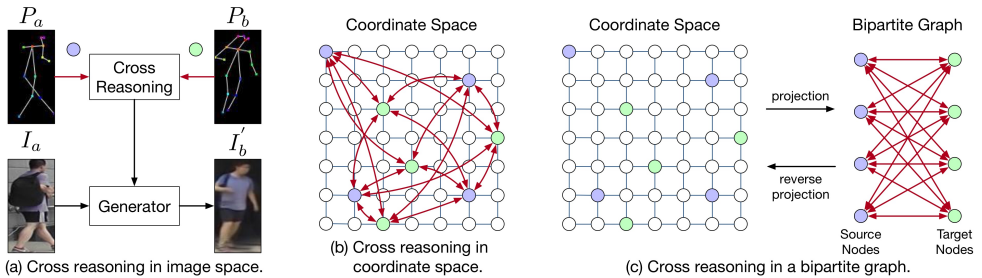 P_a
P_b
Cross
Reasoning
I_a
I_b'
Generator
(a) Cross reasoning in image space.
Coordinate Space
(b) Cross reasoning in
coordinate space.
Coordinate Space
Bipartite Graph
projection
reverse
projection
Source
Nodes
Target
Nodes
(c) Cross reasoning in a bipartite graph.